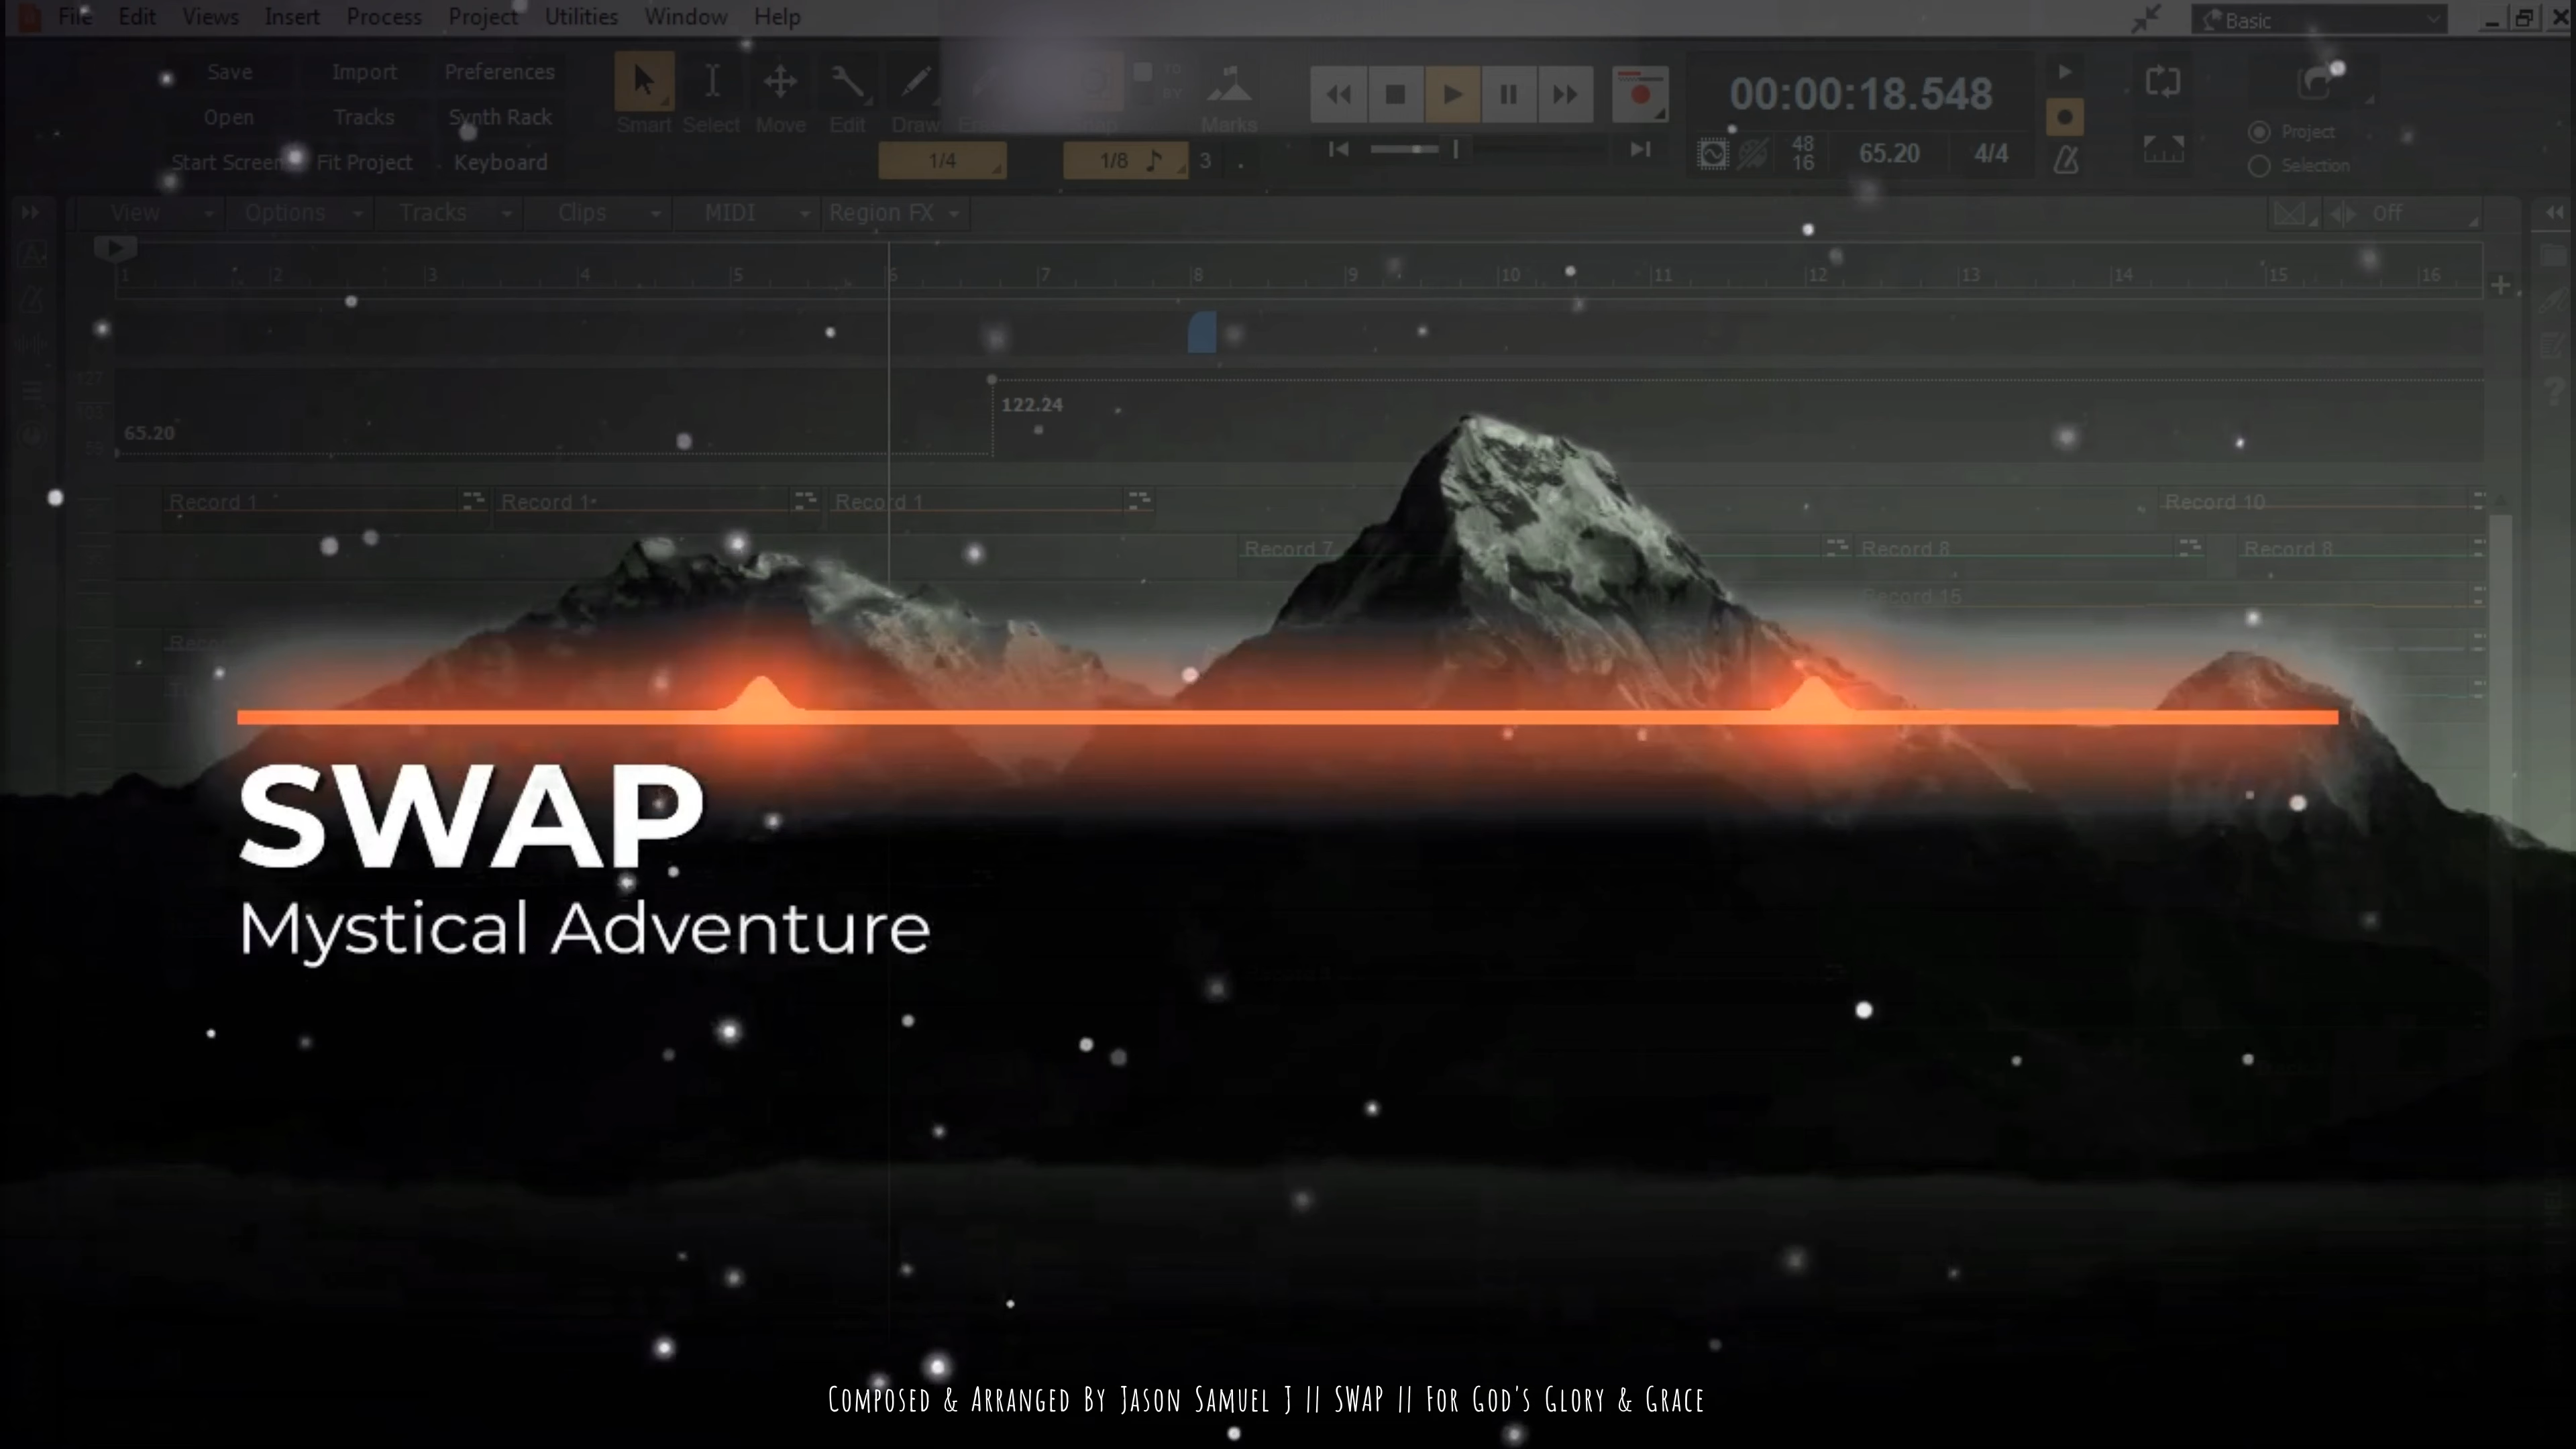 File Edit Views Insert Process Project Utilities Window Help
Basic
Save Import Preferences
Open Tracks Synth Rack
Start Screen Fit Project Keyboard
Smart Select Move Edit Draw Marks
1/4 1/8 3 .
00:00:18.548
48
16
65.20 4/4
Project
Selection
View Options Tracks Clips MIDI Region FX
Off
1 2 3 4 5 6 7 8 9 10 11 12 13 14 15 16
122.24
65.20
Record 1 Record 1 Record 1 Record 10
Record 7 Record 8 Record 8
Record 15
SWAP
Mystical Adventure
Composed & Arranged By Jason Samuel J || SWAP || For God's Glory & Grace